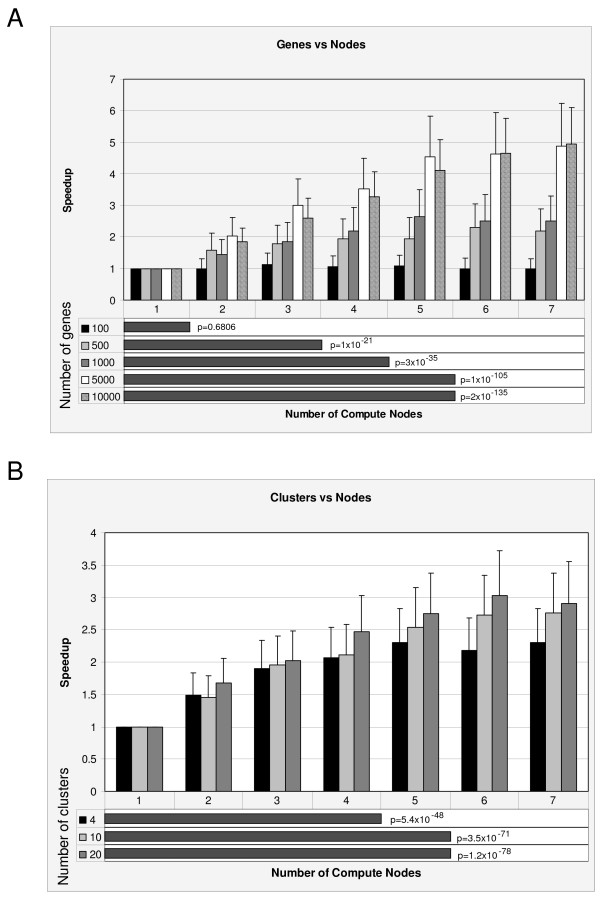 A
Genes vs Nodes
7
6
5
4
3
2
1
0
Speedup
1 2 3 4 5 6 7
Number of genes
100 p=0.6806
500 p=1x10^-21
1000 p=3x10^-35
5000 p=1x10^-105
10000 p=2x10^-135
Number of Compute Nodes
B
Clusters vs Nodes
4
3.5
3
2.5
2
1.5
1
0.5
0
Speedup
1 2 3 4 5 6 7
Number of clusters
4 p=5.4x10^-48
10 p=3.5x10^-71
20 p=1.2x10^-78
Number of Compute Nodes